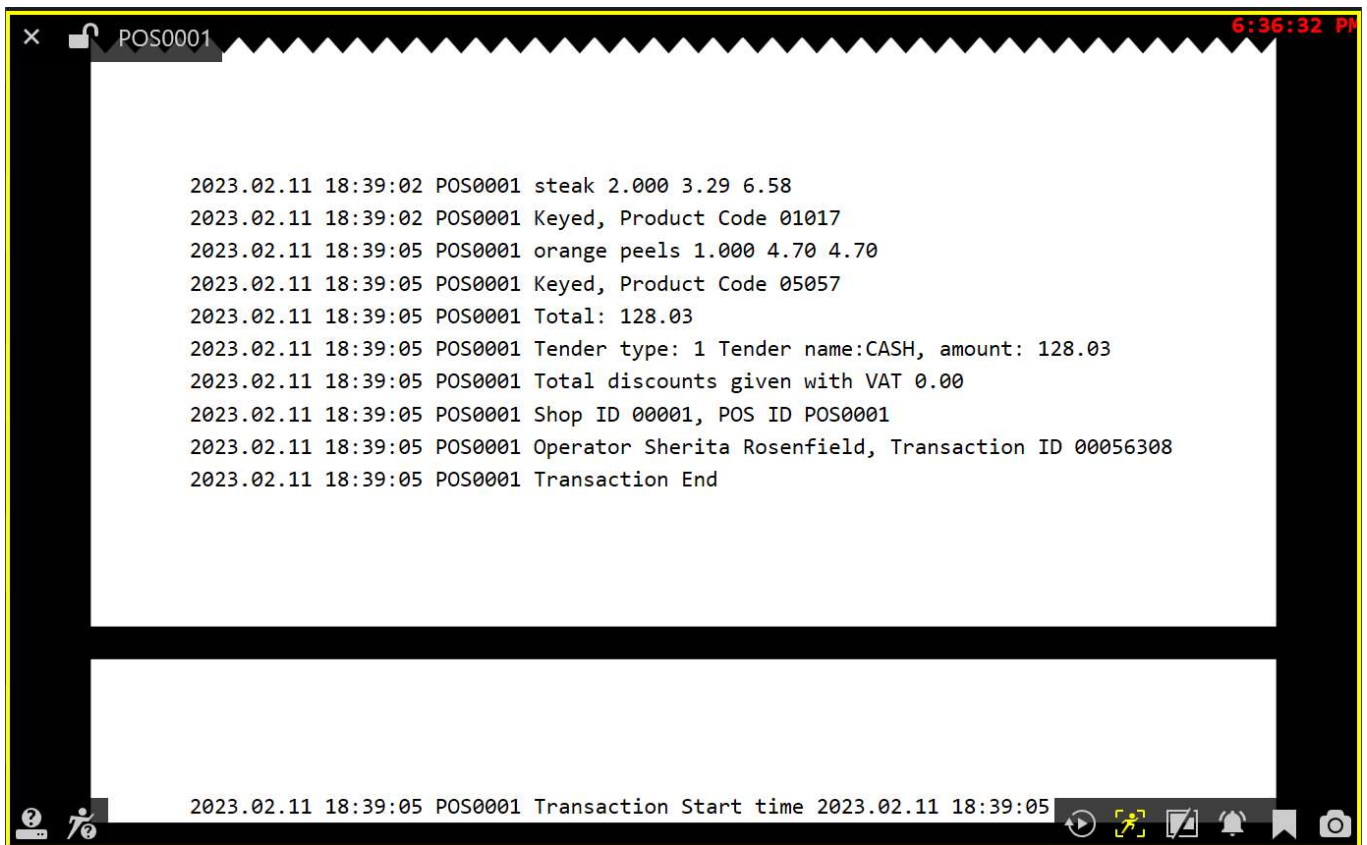 POS0001
6:36:32 PM
2023.02.11 18:39:02 POS0001 steak 2.000 3.29 6.58
2023.02.11 18:39:02 POS0001 Keyed, Product Code 01017
2023.02.11 18:39:05 POS0001 orange peels 1.000 4.70 4.70
2023.02.11 18:39:05 POS0001 Keyed, Product Code 05057
2023.02.11 18:39:05 POS0001 Total: 128.03
2023.02.11 18:39:05 POS0001 Tender type: 1 Tender name:CASH, amount: 128.03
2023.02.11 18:39:05 POS0001 Total discounts given with VAT 0.00
2023.02.11 18:39:05 POS0001 Shop ID 00001, POS ID POS0001
2023.02.11 18:39:05 POS0001 Operator Sherita Rosenfield, Transaction ID 00056308
2023.02.11 18:39:05 POS0001 Transaction End
2023.02.11 18:39:05 POS0001 Transaction Start time 2023.02.11 18:39:05